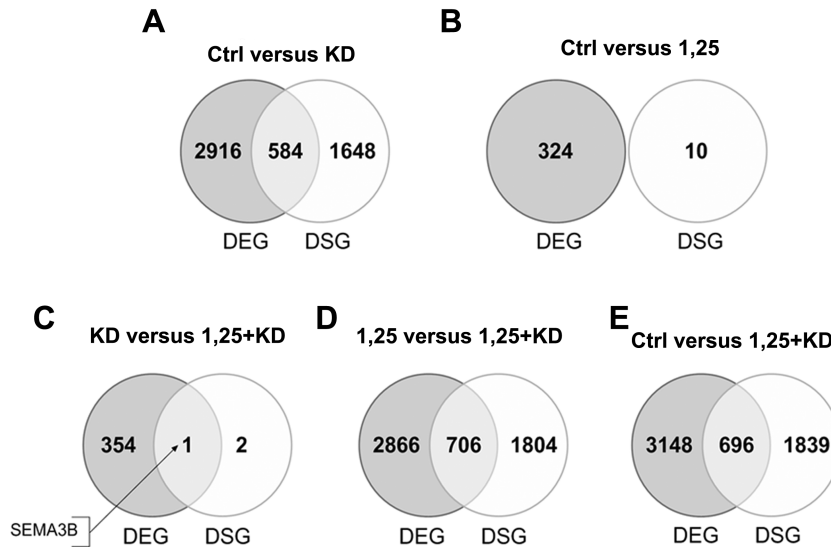 A
Ctrl versus KD
2916 584 1648
DEG DSG
B
Ctrl versus 1,25
324 10
DEG DSG
C
KD versus 1,25+KD
354 1 2
SEMA3B
DEG DSG
D
1,25 versus 1,25+KD
2866 706 1804
DEG DSG
E
Ctrl versus 1,25+KD
3148 696 1839
DEG DSG